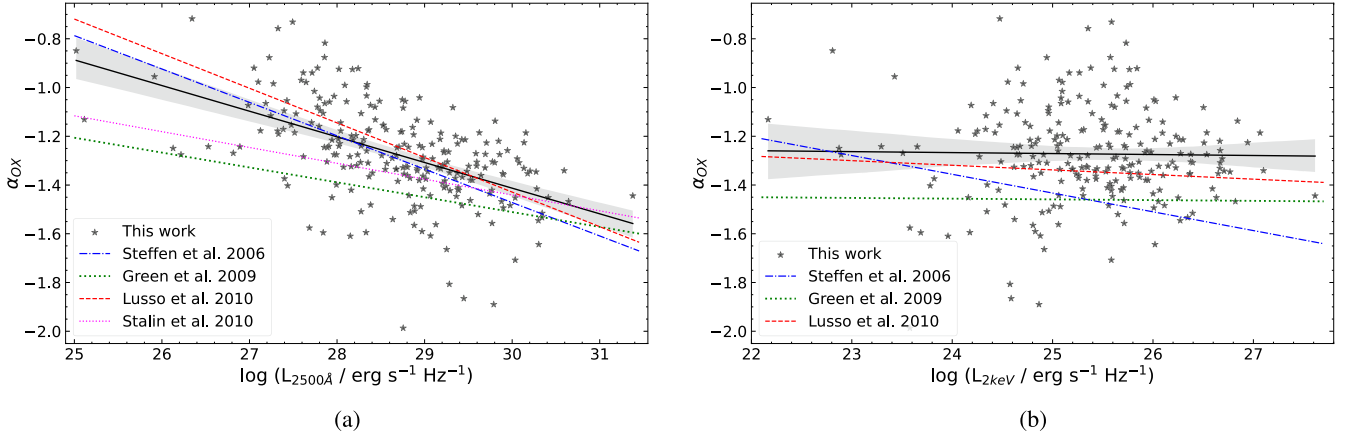 −0.8
−1.0
−1.2
−1.4
−1.6
−1.8
−2.0
α_OX
This work
Steffen et al. 2006
Green et al. 2009
Lusso et al. 2010
Stalin et al. 2010
25 26 27 28 29 30 31
log (L_2500Å / erg s⁻¹ Hz⁻¹)
(a)
−0.8
−1.0
−1.2
−1.4
−1.6
−1.8
−2.0
α_OX
This work
Steffen et al. 2006
Green et al. 2009
Lusso et al. 2010
22 23 24 25 26 27
log (L_2keV / erg s⁻¹ Hz⁻¹)
(b)